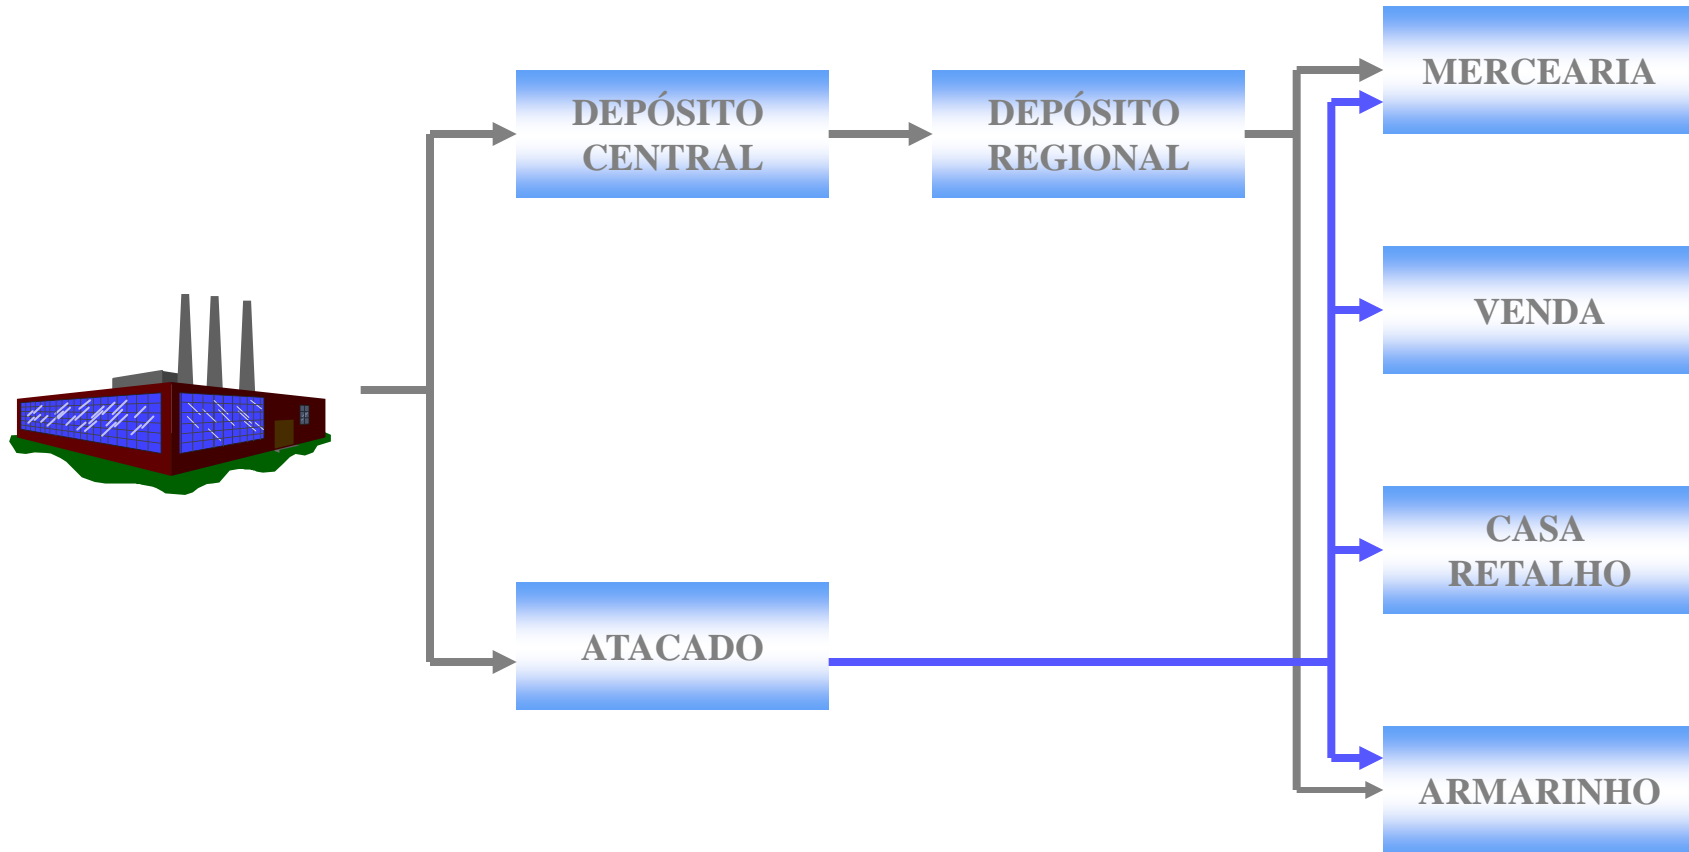 DEPÓSITO
CENTRAL
DEPÓSITO
REGIONAL
MERCEARIA
VENDA
CASA
RETALHO
ATACADO
ARMARINHO